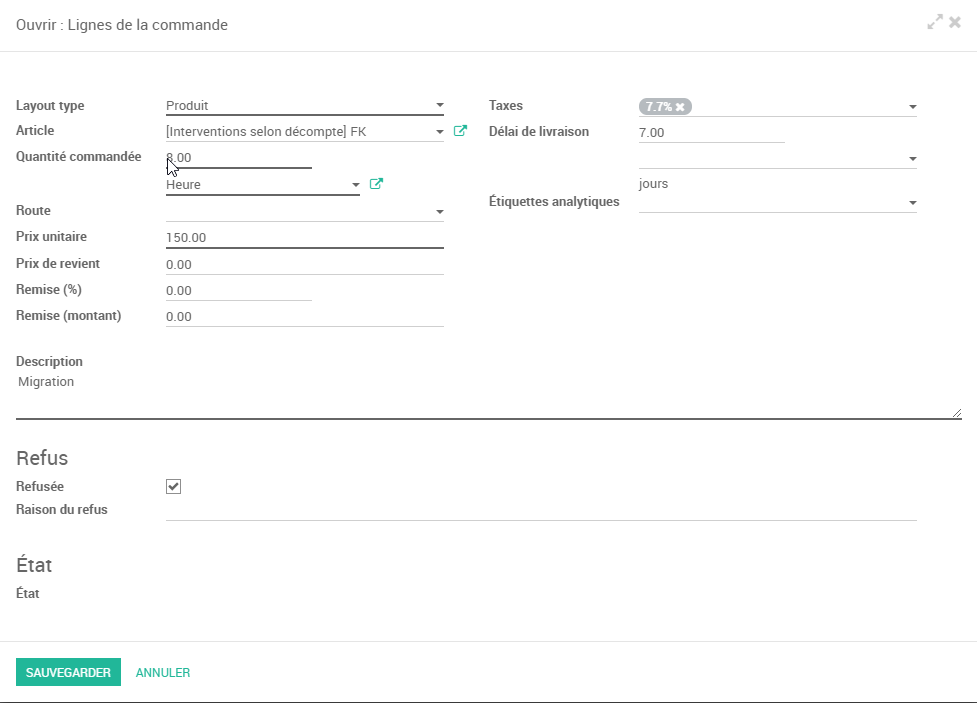 Ouvrir : Lignes de la commande
Layout type
Produit
Article
[Interventions selon décompte] FK
Quantité commandée
8.00
Heure
Route
Prix unitaire
150.00
Prix de revient
0.00
Remise (%)
0.00
Remise (montant)
0.00
Taxes
7.7%
Délai de livraison
7.00
jours
Étiquettes analytiques
Description
Migration
Refus
Refusée
Raison du refus
État
État
SAUVEGARDER
ANNULER